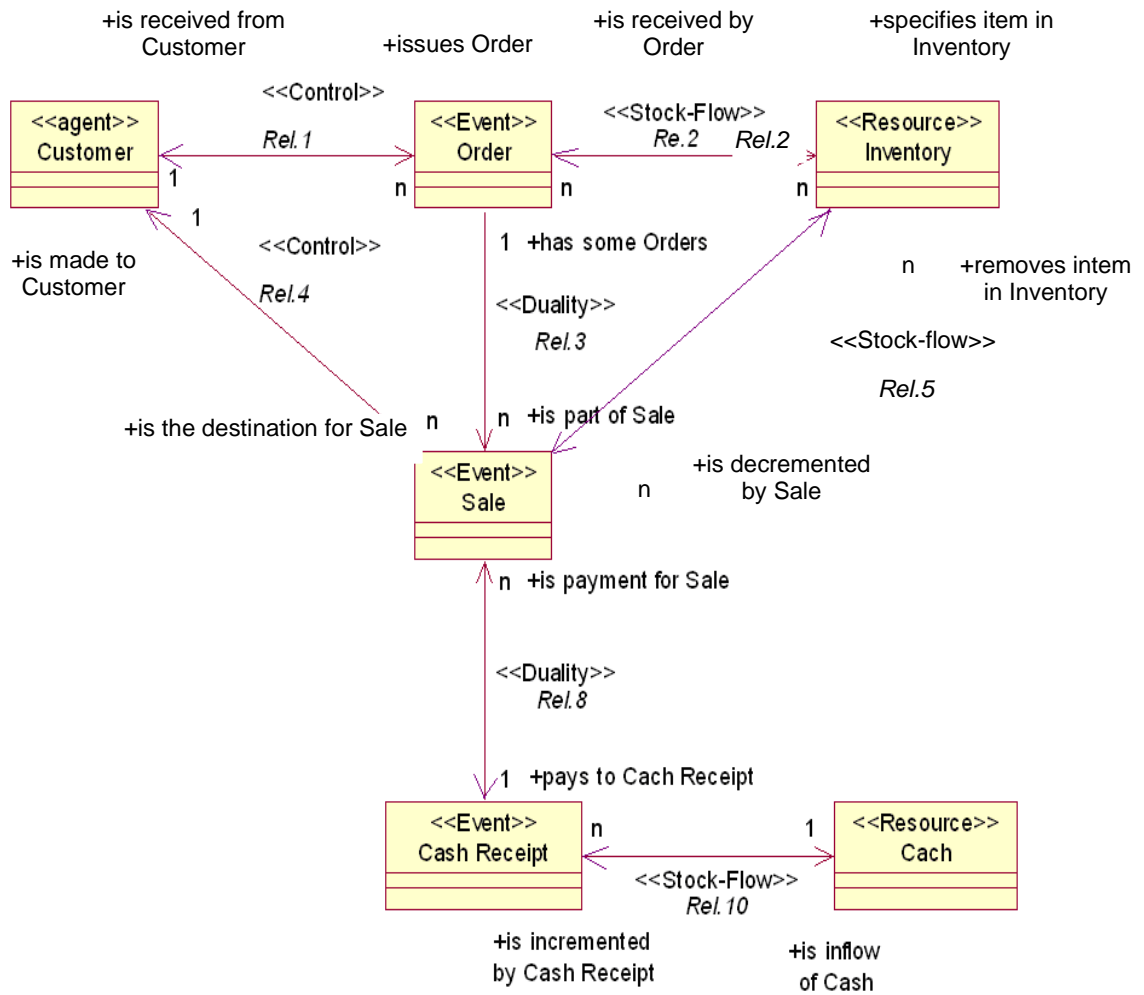 +is received from
Customer
+issues Order
+is received by
Order
+specifies item in
Inventory
<<Control>>
<<Stock-Flow>>
<<agent>>
Customer
Rel.1
<<Event>>
Order
Re.2
Rel.2
<<Resource>>
Inventory
1
n
n
n
1
<<Control>>
1 +has some Orders
+is made to
Customer
n +removes intem
in Inventory
Rel.4
<<Duality>>
Rel.3
<<Stock-flow>>
Rel.5
+is the destination for Sale
n
n +is part of Sale
<<Event>>
Sale
+is decremented
by Sale
n
n +is payment for Sale
<<Duality>>
Rel.8
1 +pays to Cach Receipt
<<Event>>
Cash Receipt
n
1
<<Resource>>
Cach
<<Stock-Flow>>
Rel.10
+is incremented
by Cash Receipt
+is inflow
of Cash